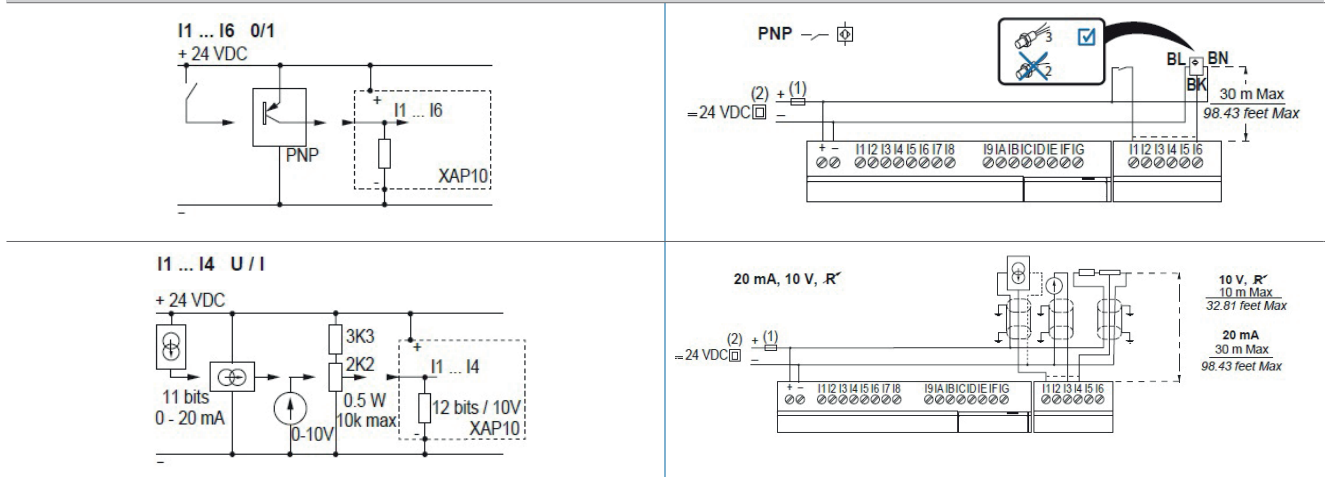 I1 ... I6 0/1
+ 24 VDC
+
I1 ... I6
PNP
-
XAP10
–
PNP
3
2
BL BN
BK
(2) + (1)
= 24 VDC
–
30 m Max
98.43 feet Max
+ – I1 I2 I3 I4 I5 I6 I7 I8 I9 IA IB IC ID IE IF IG I1 I2 I3 I4 I5 I6
I1 ... I4 U / I
+ 24 VDC
3K3
+
2K2
I1 ... I4
11 bits
0 - 20 mA
0-10V
0.5 W
10k max
12 bits / 10V
-
XAP10
–
20 mA, 10 V, R
10 V, R
10 m Max
32.81 feet Max
20 mA
30 m Max
98.43 feet Max
(2) + (1)
= 24 VDC
–
+ – I1 I2 I3 I4 I5 I6 I7 I8 I9 IA IB IC ID IE IF IG I1 I2 I3 I4 I5 I6